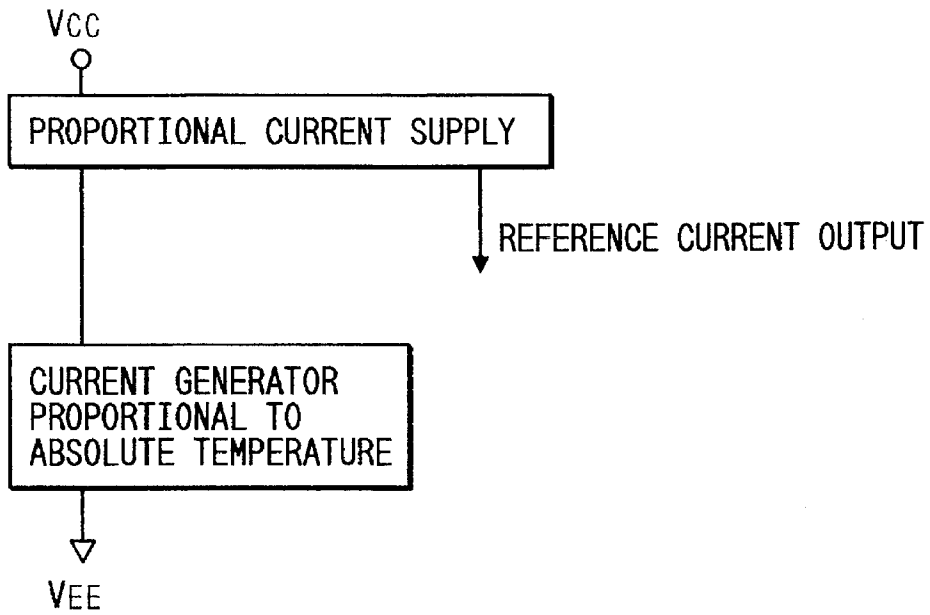 VCC
PROPORTIONAL CURRENT SUPPLY
REFERENCE CURRENT OUTPUT
CURRENT GENERATOR
PROPORTIONAL TO
ABSOLUTE TEMPERATURE
VEE